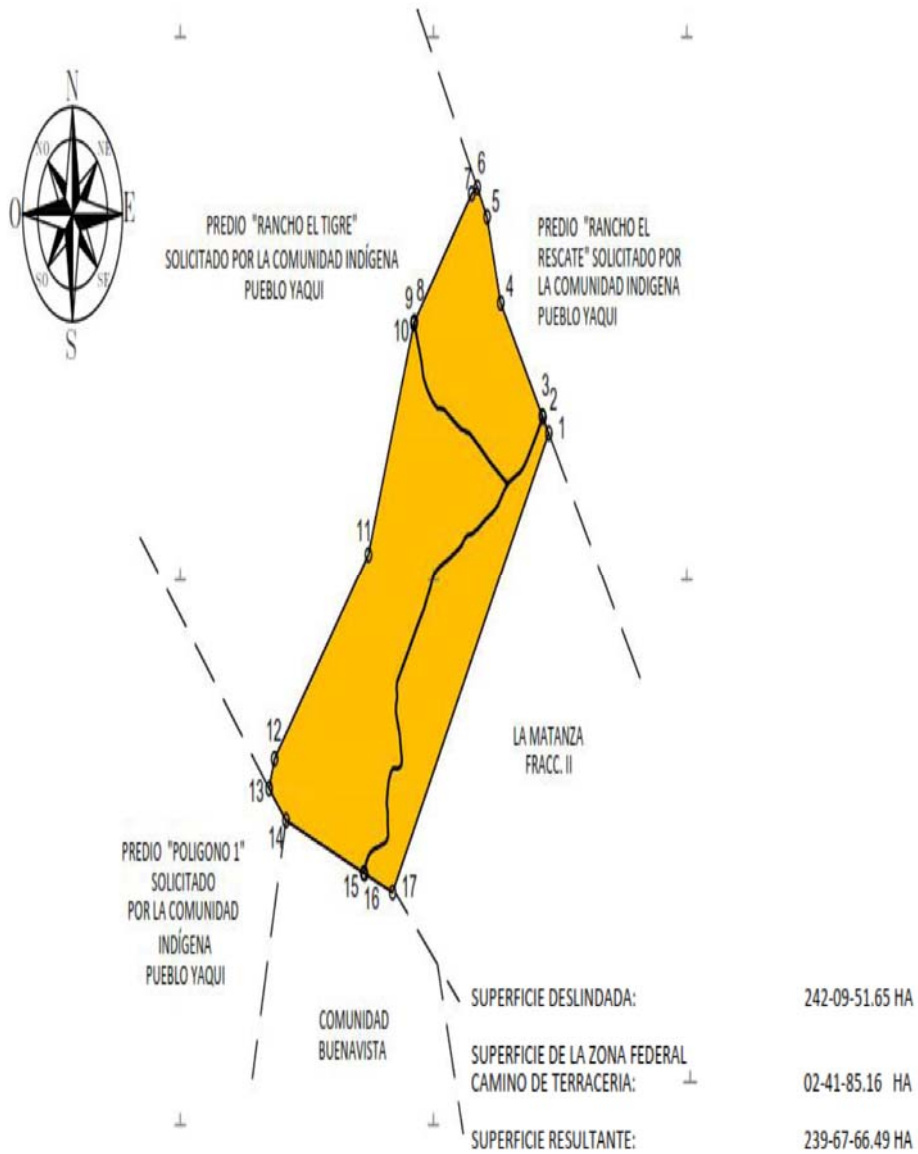 N
NO
NE
O
E
SO
SE
S
PREDIO "RANCHO EL TIGRE"
SOLICITADO POR LA COMUNIDAD INDÍGENA
PUEBLO YAQUI
PREDIO "RANCHO EL
RESCATE" SOLICITADO POR
LA COMUNIDAD INDIGENA
PUEBLO YAQUI
6
7
5
4
8
9
10
3
2
1
11
12
13
14
15
16
17
LA MATANZA
FRACC. II
PREDIO "POLIGONO 1"
SOLICITADO
POR LA COMUNIDAD
INDÍGENA
PUEBLO YAQUI
COMUNIDAD
BUENAVISTA
SUPERFICIE DESLINDADA: 242-09-51.65 HA
SUPERFICIE DE LA ZONA FEDERAL
CAMINO DE TERRACERIA: 02-41-85.16 HA
SUPERFICIE RESULTANTE: 239-67-66.49 HA